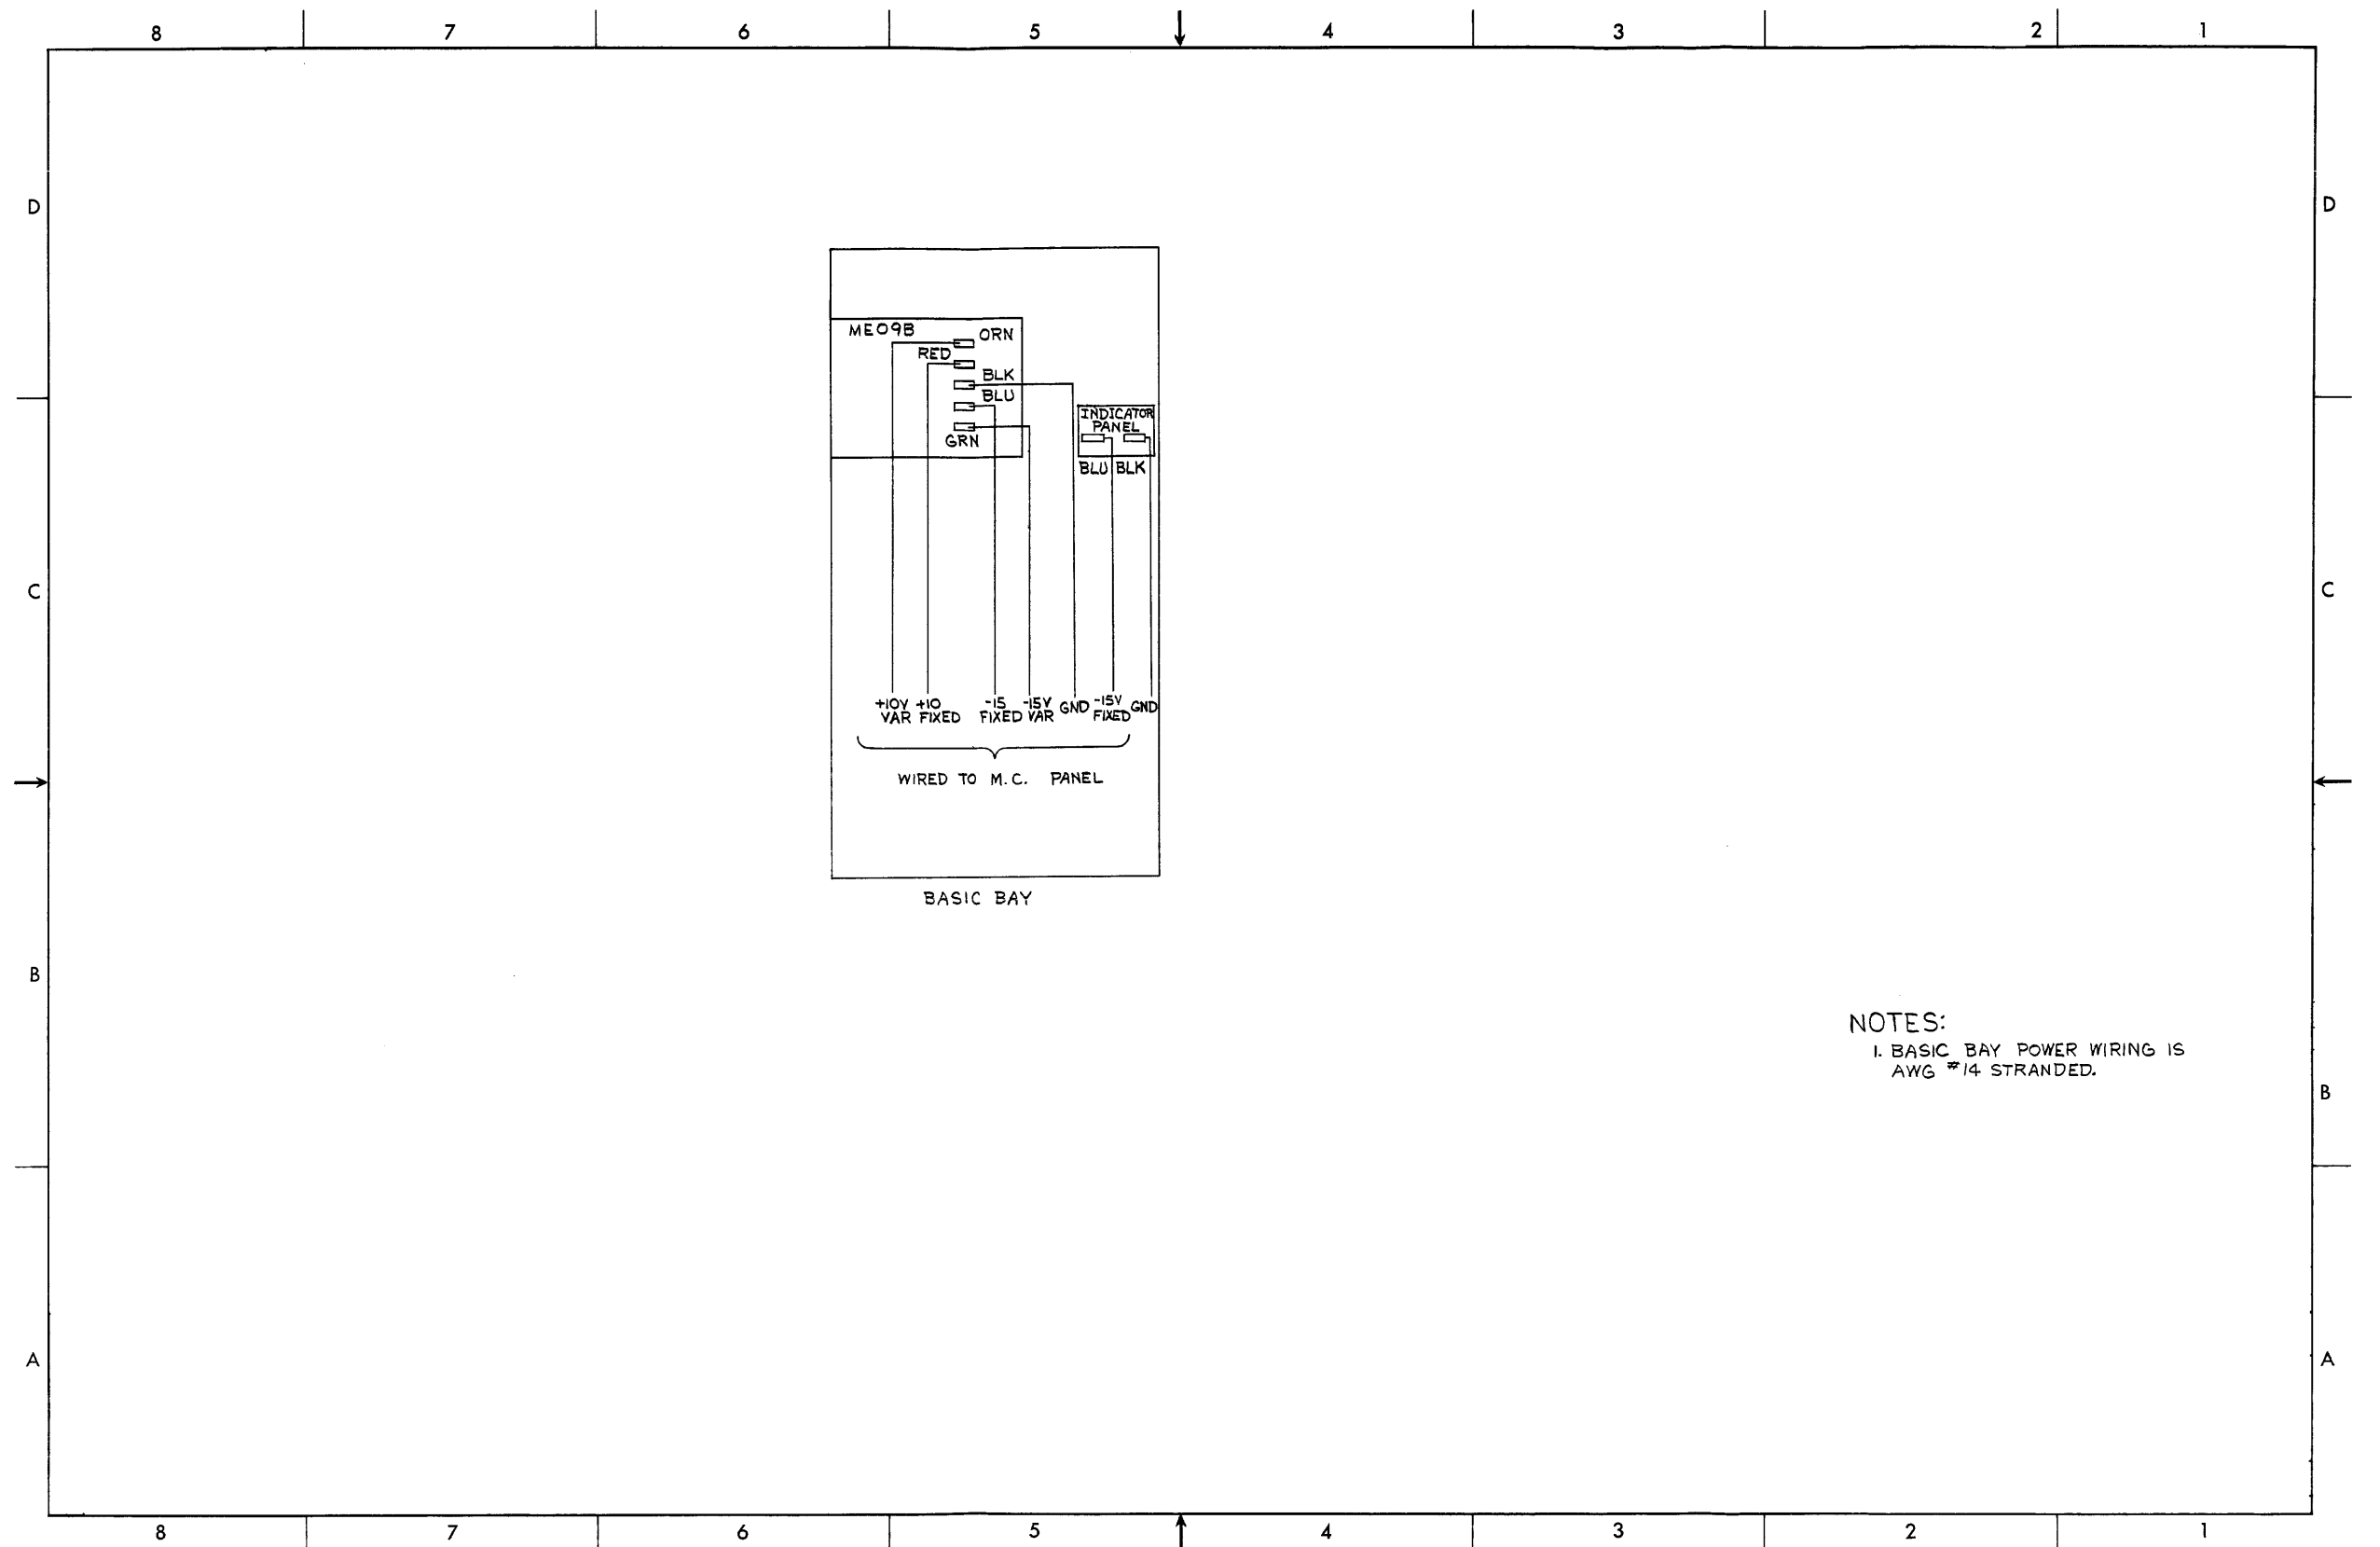 8 7 6 5 4 3 2 1
D D
ME09B
ORN
RED
BLK
BLU
GRN
INDICATOR
PANEL
BLU BLK
C C
+10V +10 -15 -15V GND -15V GND
VAR FIXED FIXED VAR FIXED
WIRED TO M.C. PANEL
BASIC BAY
B
NOTES:
1. BASIC BAY POWER WIRING IS
AWG #14 STRANDED.
B
A A
8 7 6 5 4 3 2 1